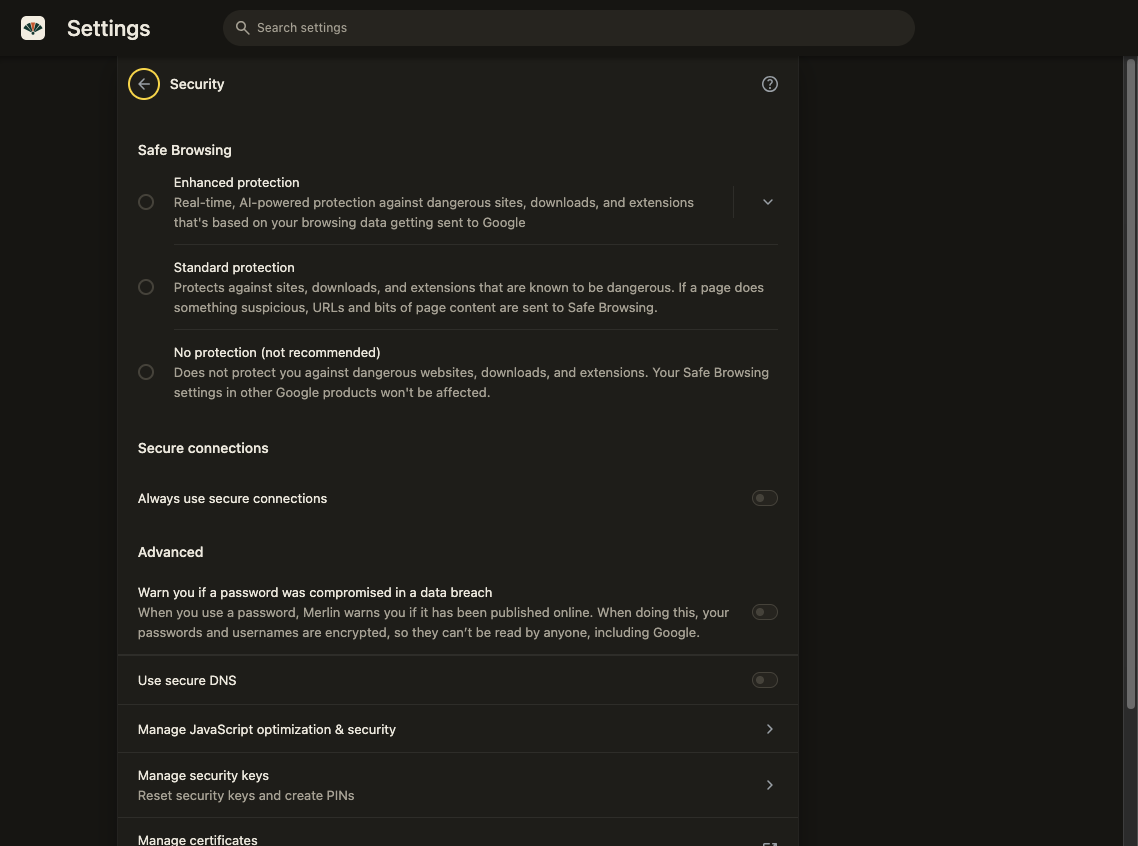 Settings
Search settings
Security
Safe Browsing
Enhanced protection
Real-time, AI-powered protection against dangerous sites, downloads, and extensions
that's based on your browsing data getting sent to Google
Standard protection
Protects against sites, downloads, and extensions that are known to be dangerous. If a page does
something suspicious, URLs and bits of page content are sent to Safe Browsing.
No protection (not recommended)
Does not protect you against dangerous websites, downloads, and extensions. Your Safe Browsing
settings in other Google products won't be affected.
Secure connections
Always use secure connections
Advanced
Warn you if a password was compromised in a data breach
When you use a password, Merlin warns you if it has been published online. When doing this, your
passwords and usernames are encrypted, so they can’t be read by anyone, including Google.
Use secure DNS
Manage JavaScript optimization & security
Manage security keys
Reset security keys and create PINs
Manage certificates